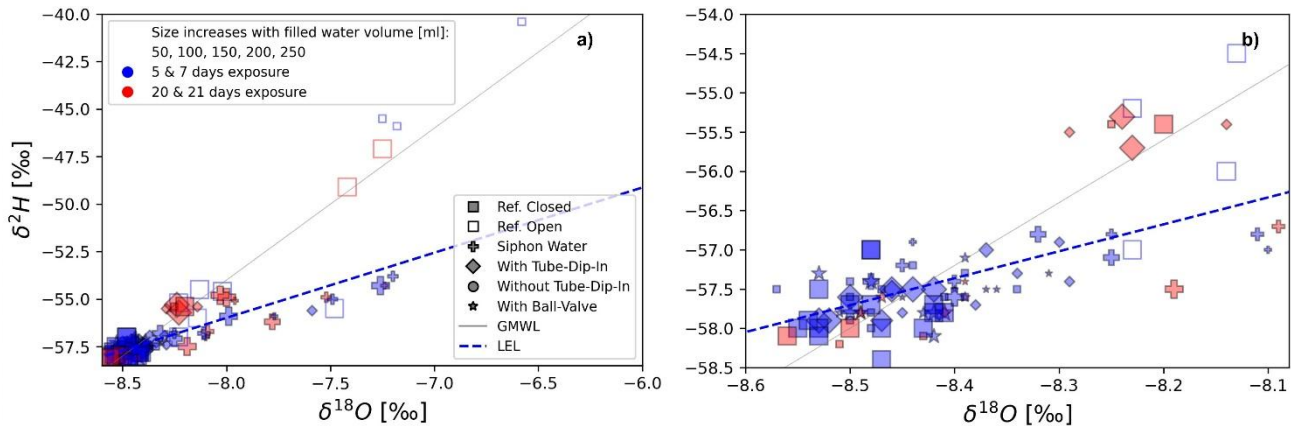 −40.0
−42.5
−45.0
−47.5
−50.0
−52.5
−55.0
−57.5
δ²H [‰]
Size increases with filled water volume [ml]:
50, 100, 150, 200, 250
5 & 7 days exposure
20 & 21 days exposure
a)
Ref. Closed
Ref. Open
Siphon Water
With Tube-Dip-In
Without Tube-Dip-In
With Ball-Valve
GMWL
LEL
−8.5 −8.0 −7.5 −7.0 −6.5 −6.0
δ¹⁸O [‰]
−54.0
−54.5
−55.0
−55.5
−56.0
−56.5
−57.0
−57.5
−58.0
−58.5
b)
−8.6 −8.5 −8.4 −8.3 −8.2 −8.1
δ¹⁸O [‰]